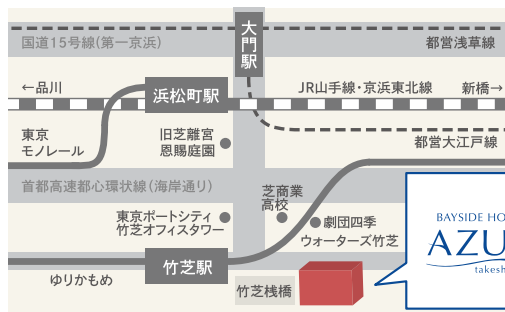 国道15号線(第一京浜)
大門駅
都営浅草線
←品川
浜松町駅
JR山手線・京浜東北線
新橋→
東京
モノレール
旧芝離宮
恩賜庭園
都営大江戸線
首都高速都心環状線(海岸通り)
芝商業
高校
東京ポートシティ
竹芝オフィスタワー
劇団四季
ウォーターズ竹芝
BAYSIDE HO
AZU
takesh
竹芝駅
ゆりかもめ
竹芝桟橋